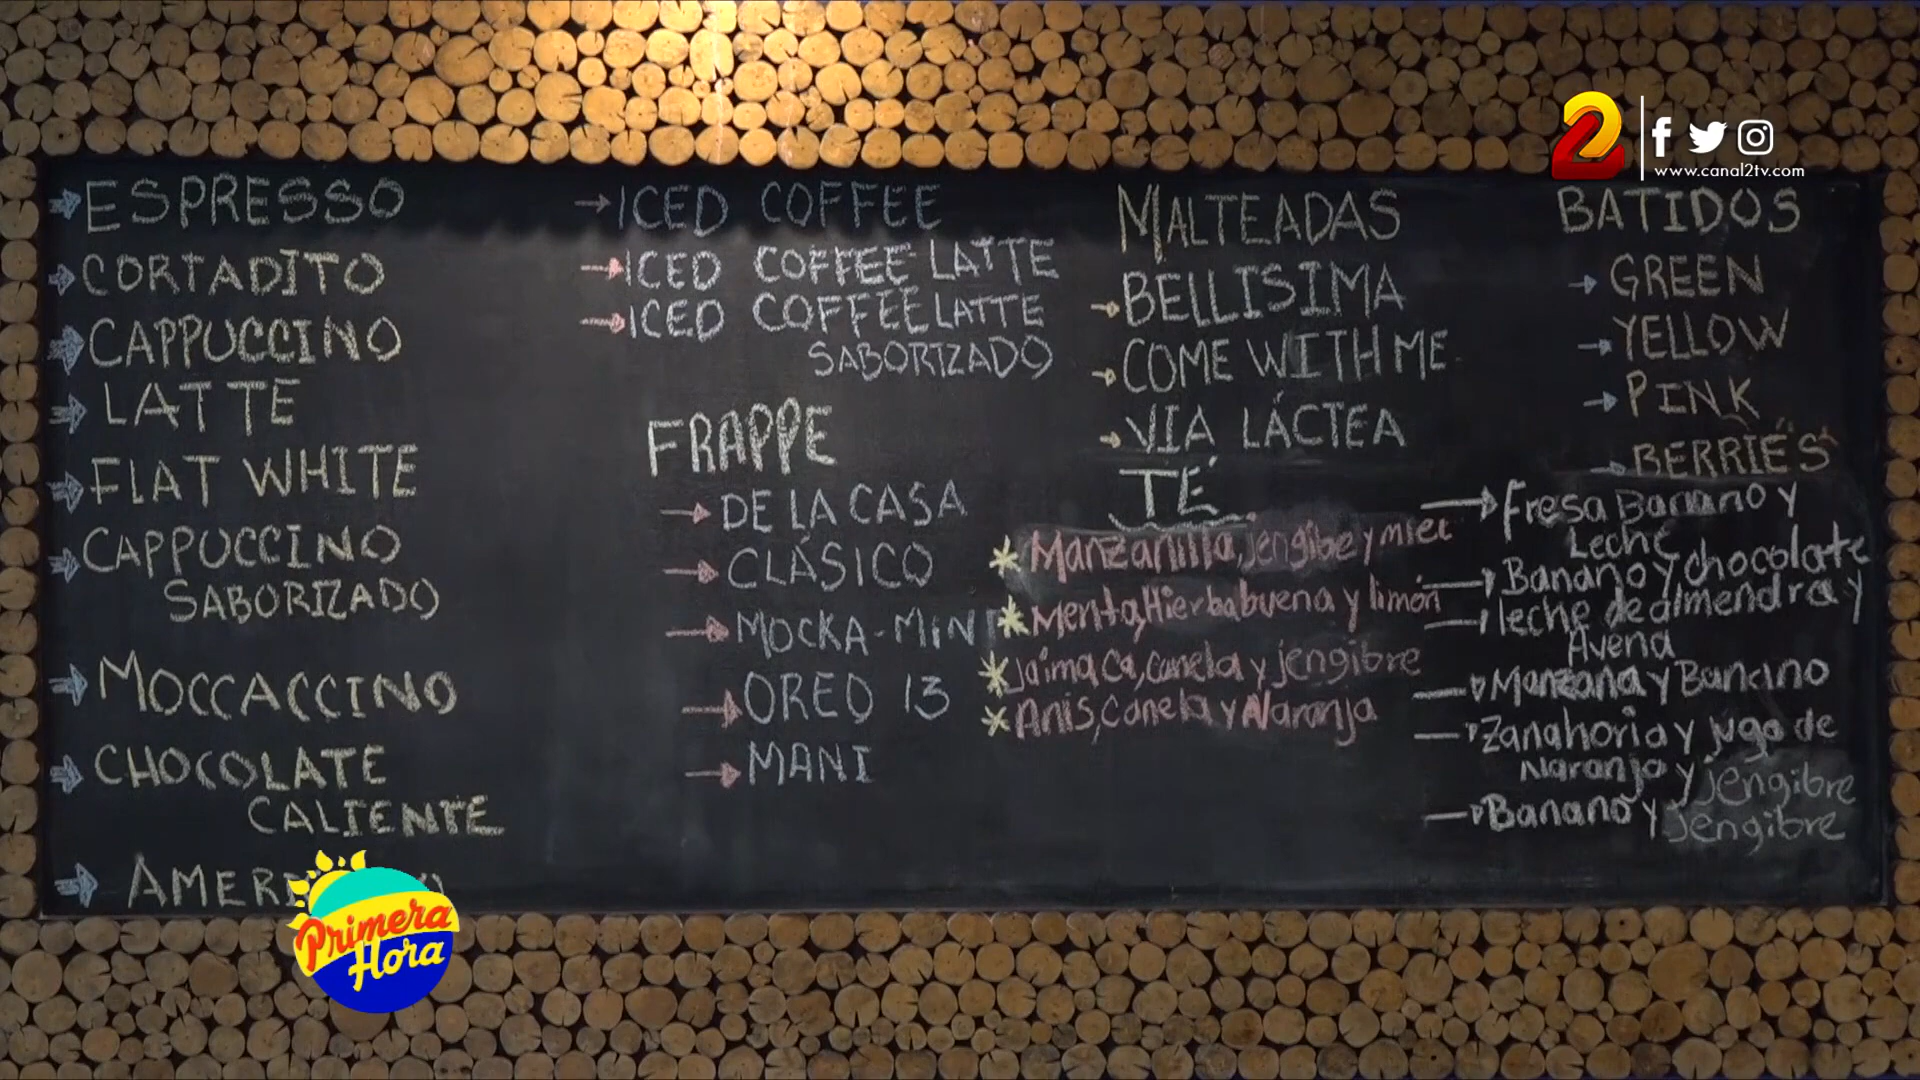 ESPRESSO
CORTADITO
CAPPUCCINO
LATTE
FLAT WHITE
CAPPUCCINO
SABORIZADO
MOCCACCINO
CHOCOLATE
CALIENTE
ICED COFFEE
ICED COFFEE LATTE
ICED COFFEE LATTE
SABORIZADO
FRAPPE
DE LA CASA
CLÁSICO
MOCKA-MINT
OREO 13
MANI
MALTEADAS
BELLISIMA
COME WITH ME
VIA LÁCTEA
TÉ
Manzanilla, jengibre y miel
Menta, Hierbabuena y limón
Jaimaca, canela y jengibre
Anis, Canela y Naranja
BATIDOS
GREEN
YELLOW
PINK
BERRIES
Fresa Banano y
Leche
Banano y chocolate
leche de almendra y
Avena
Manzana y Banano
Zanahoria y jugo de
Naranja y jengibre
Banano y jengibre
2
www.canal2tv.com
Primera
Hora